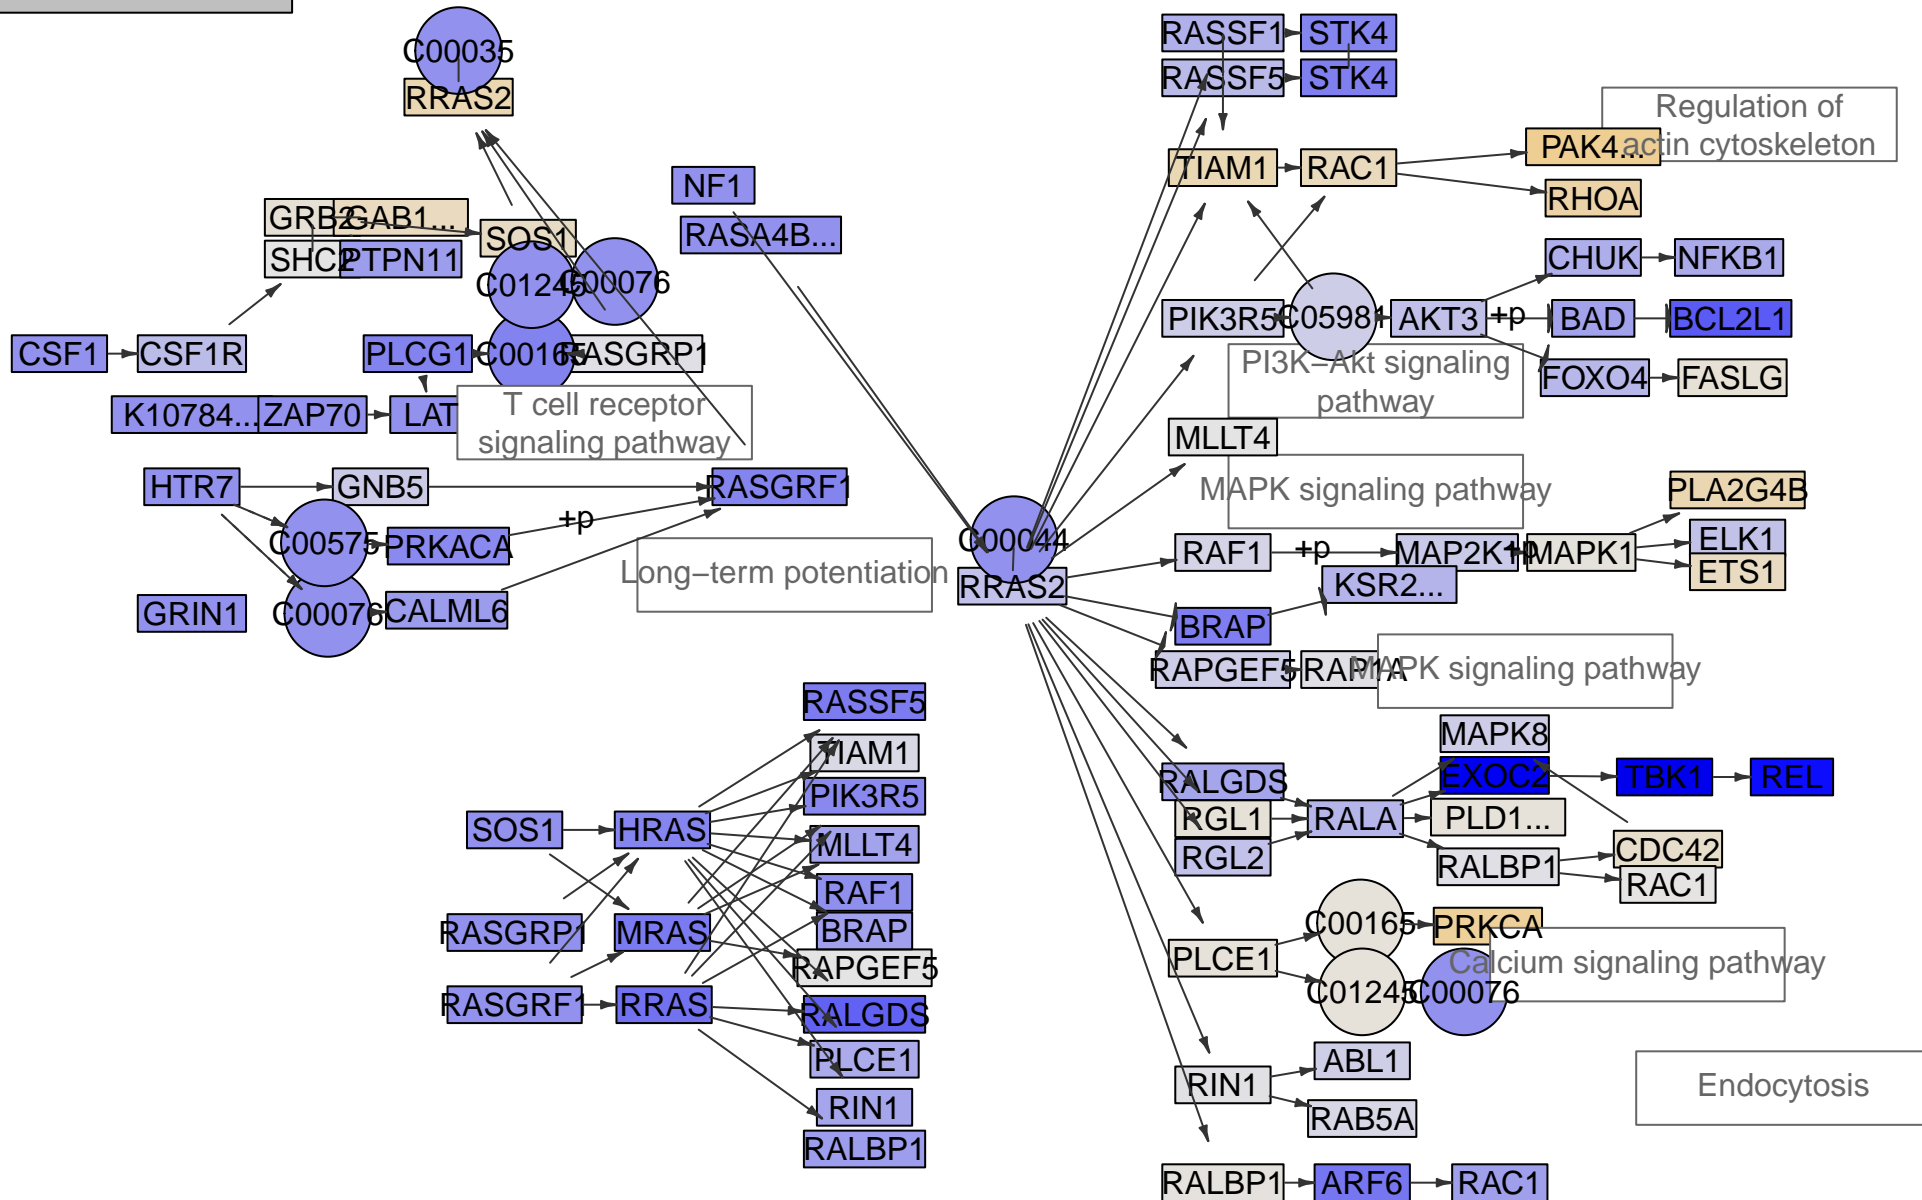 C00035
RRAS2
NF1
RASA4B...
GRB2
GAB1...
SHC2
PTPN11
SOS1
C01245
C00076
CSF1
CSF1R
PLCG1
C00165
RASGRP1
K10784...
ZAP70
LAT
T cell receptor
signaling pathway
HTR7
GNB5
RASGRF1
C00575
PRKACA
+p
GRIN1
C00076
CALML6
Long–term potentiation
C00044
RRAS2
RASSF5
TIAM1
PIK3R5
MLLT4
RAF1
BRAP
RAPGEF5
RALGDS
PLCE1
RIN1
RALBP1
SOS1
HRAS
RASGRP1
MRAS
RASGRF1
RRAS
RASSF1
STK4
RASSF5
STK4
Regulation of
actin cytoskeleton
PAK4...
TIAM1
RAC1
RHOA
CHUK
NFKB1
PIK3R5
C05981
AKT3
+p
BAD
BCL2L1
FOXO4
FASLG
PI3K–Akt signaling
pathway
MLLT4
MAPK signaling pathway
PLA2G4B
RAF1
+p
MAP2K1
+p
MAPK1
ELK1
ETS1
KSR2...
BRAP
RAPGEF5
RAP1A
MAPK signaling pathway
MAPK8
RALGDS
EXOC2
TBK1
REL
RGL1
RALA
PLD1...
RGL2
RALBP1
CDC42
RAC1
C00165
PRKCA
PLCE1
C01245
C00076
Calcium signaling pathway
RIN1
ABL1
RAB5A
Endocytosis
RALBP1
ARF6
RAC1